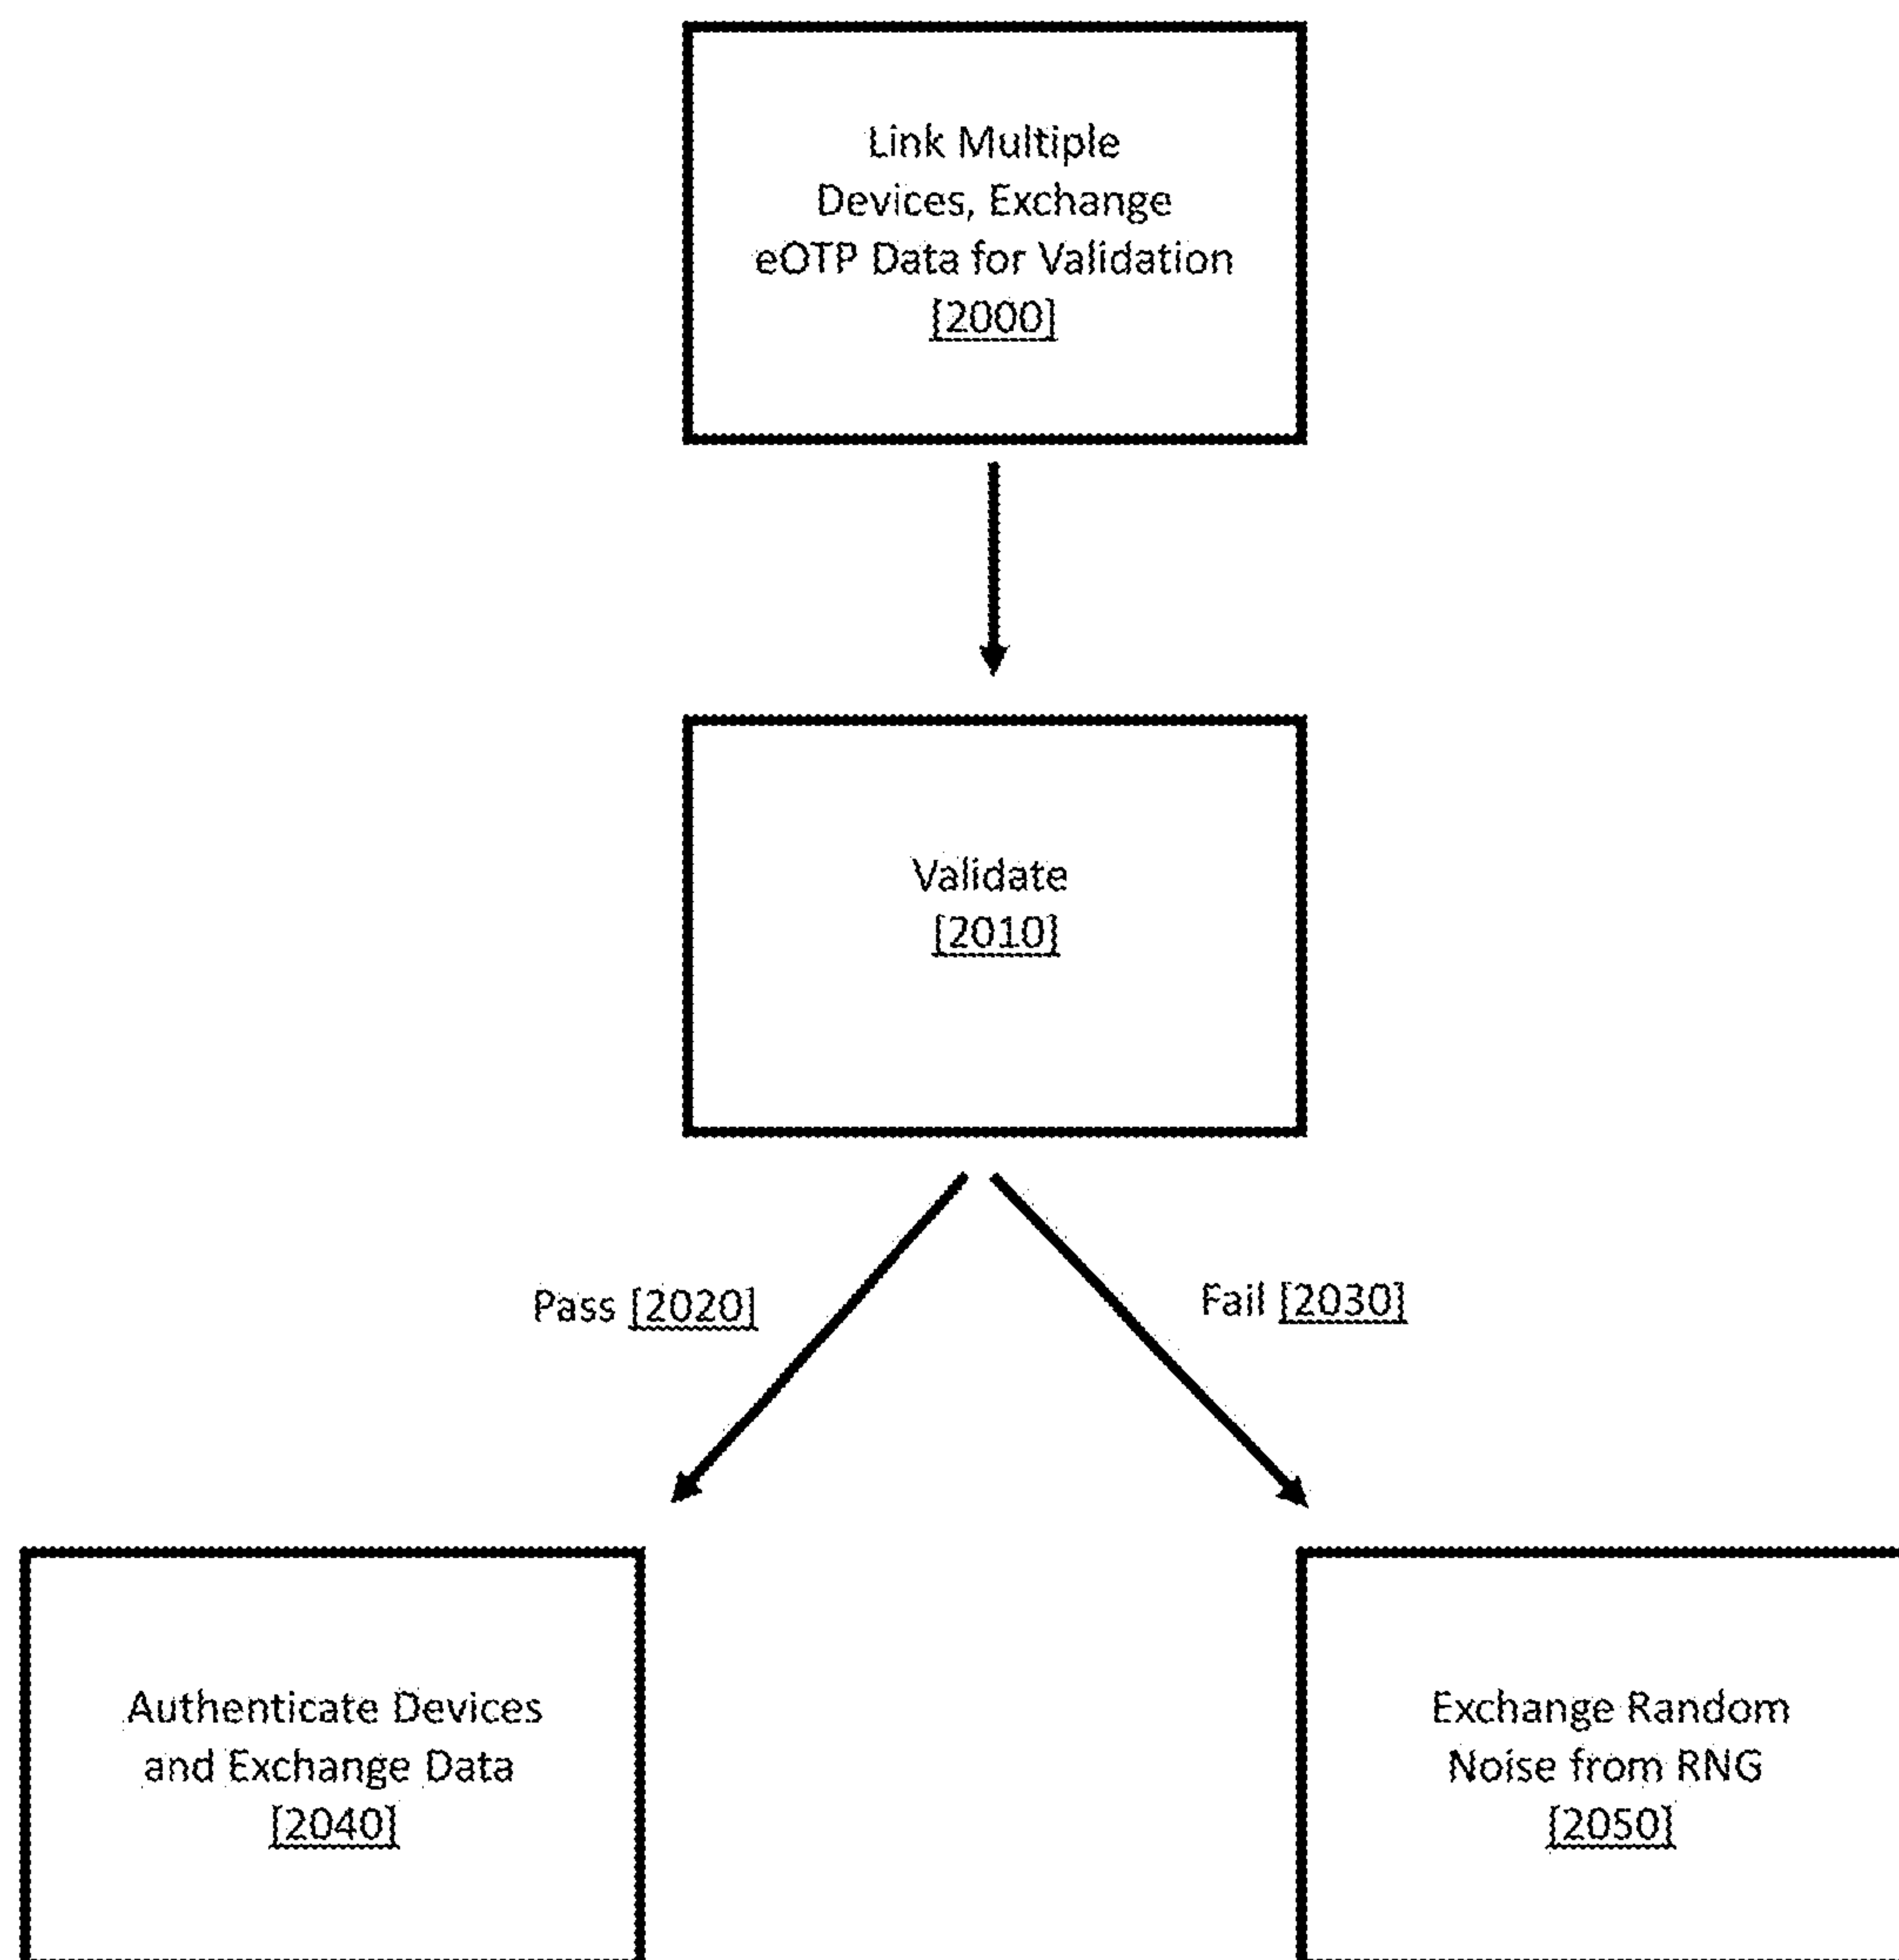 Link Multiple
Devices, Exchange
eOTP Data for Validation
[2000]
Validate
[2010]
Pass [2020]
Fail [2030]
Authenticate Devices
and Exchange Data
[2040]
Exchange Random
Noise from RNG
[2050]